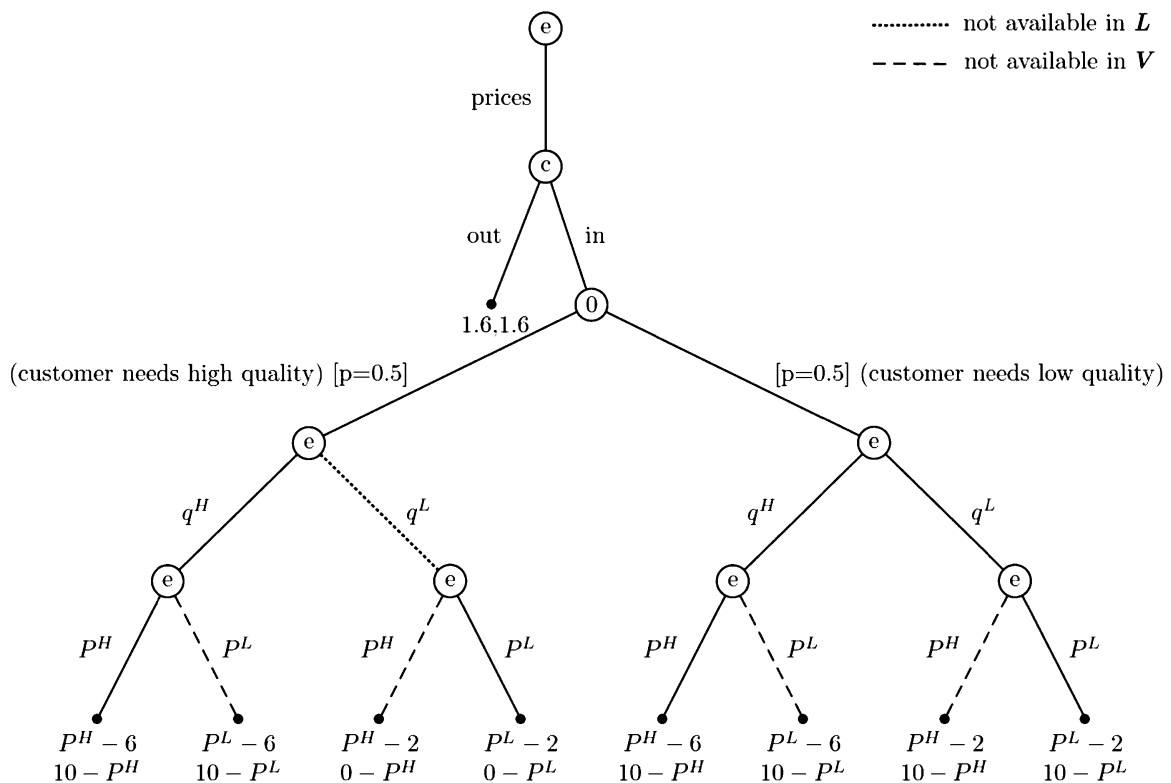 e
not available in L
not available in V
prices
c
out
in
0
1.6,1.6
(customer needs high quality) [p=0.5]
[p=0.5] (customer needs low quality)
e
e
q^H
q^L
q^H
q^L
e
e
e
e
P^H
P^L
P^H
P^L
P^H
P^L
P^H
P^L
P^H − 6
P^L − 6
P^H − 2
P^L − 2
P^H − 6
P^L − 6
P^H − 2
P^L − 2
10 − P^H
10 − P^L
0 − P^H
0 − P^L
10 − P^H
10 − P^L
10 − P^H
10 − P^L